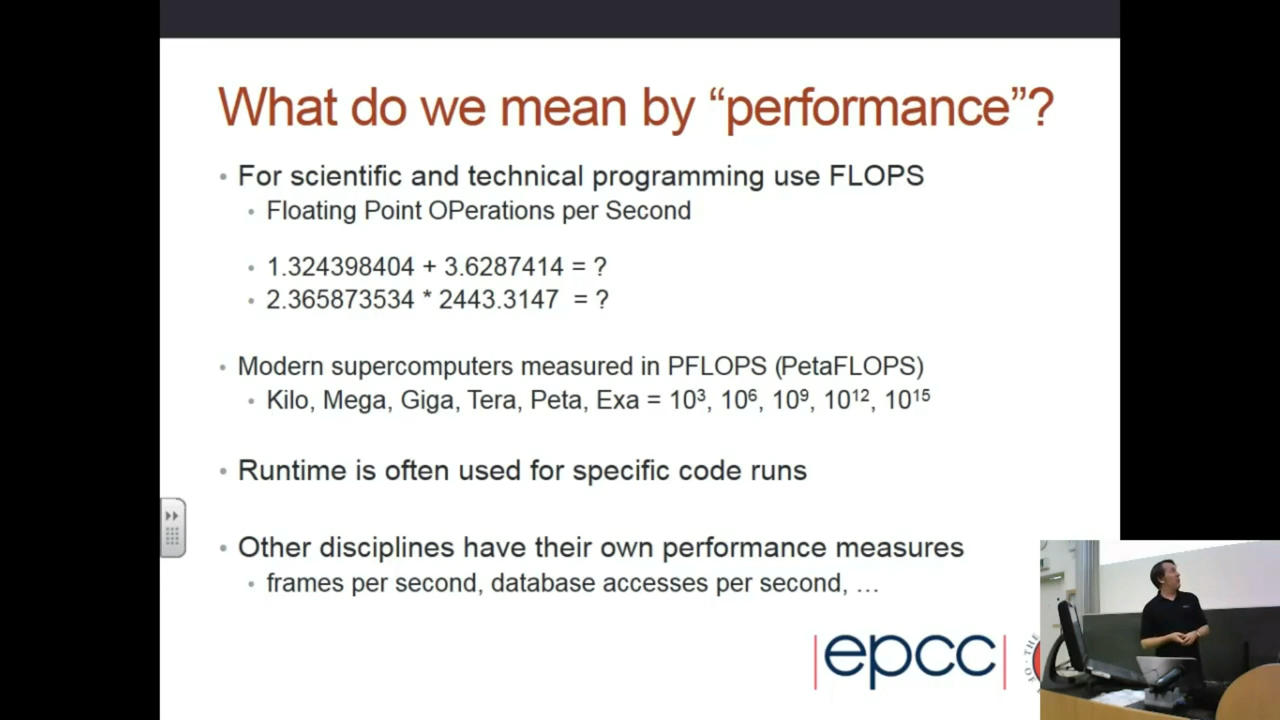 What do we mean by “performance”?
• For scientific and technical programming use FLOPS
• Floating Point OPerations per Second
• 1.324398404 + 3.6287414 = ?
• 2.365873534 * 2443.3147 = ?
• Modern supercomputers measured in PFLOPS (PetaFLOPS)
• Kilo, Mega, Giga, Tera, Peta, Exa = 10³, 10⁶, 10⁹, 10¹², 10¹⁵
• Runtime is often used for specific code runs
• Other disciplines have their own performance measures
• frames per second, database accesses per second, …
|epcc|